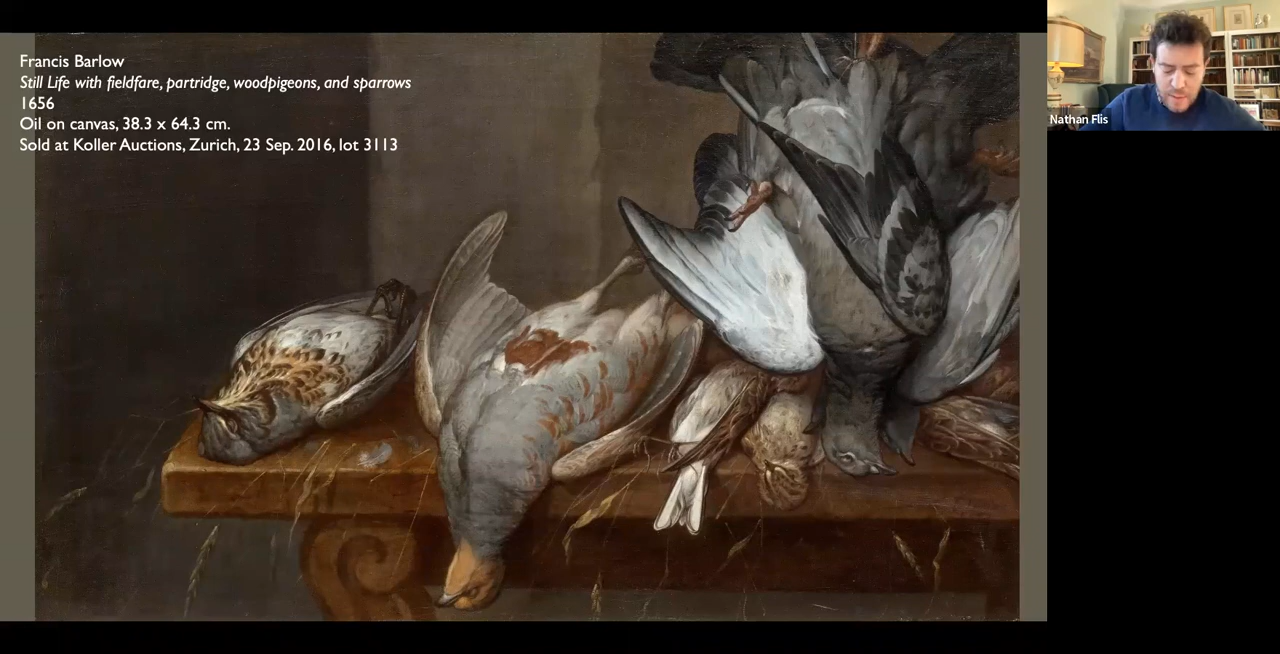 Francis Barlow
Still Life with fieldfare, partridge, woodpigeons, and sparrows
1656
Oil on canvas, 38.3 x 64.3 cm.
Sold at Koller Auctions, Zurich, 23 Sep. 2016, lot 3113
Nathan Flis